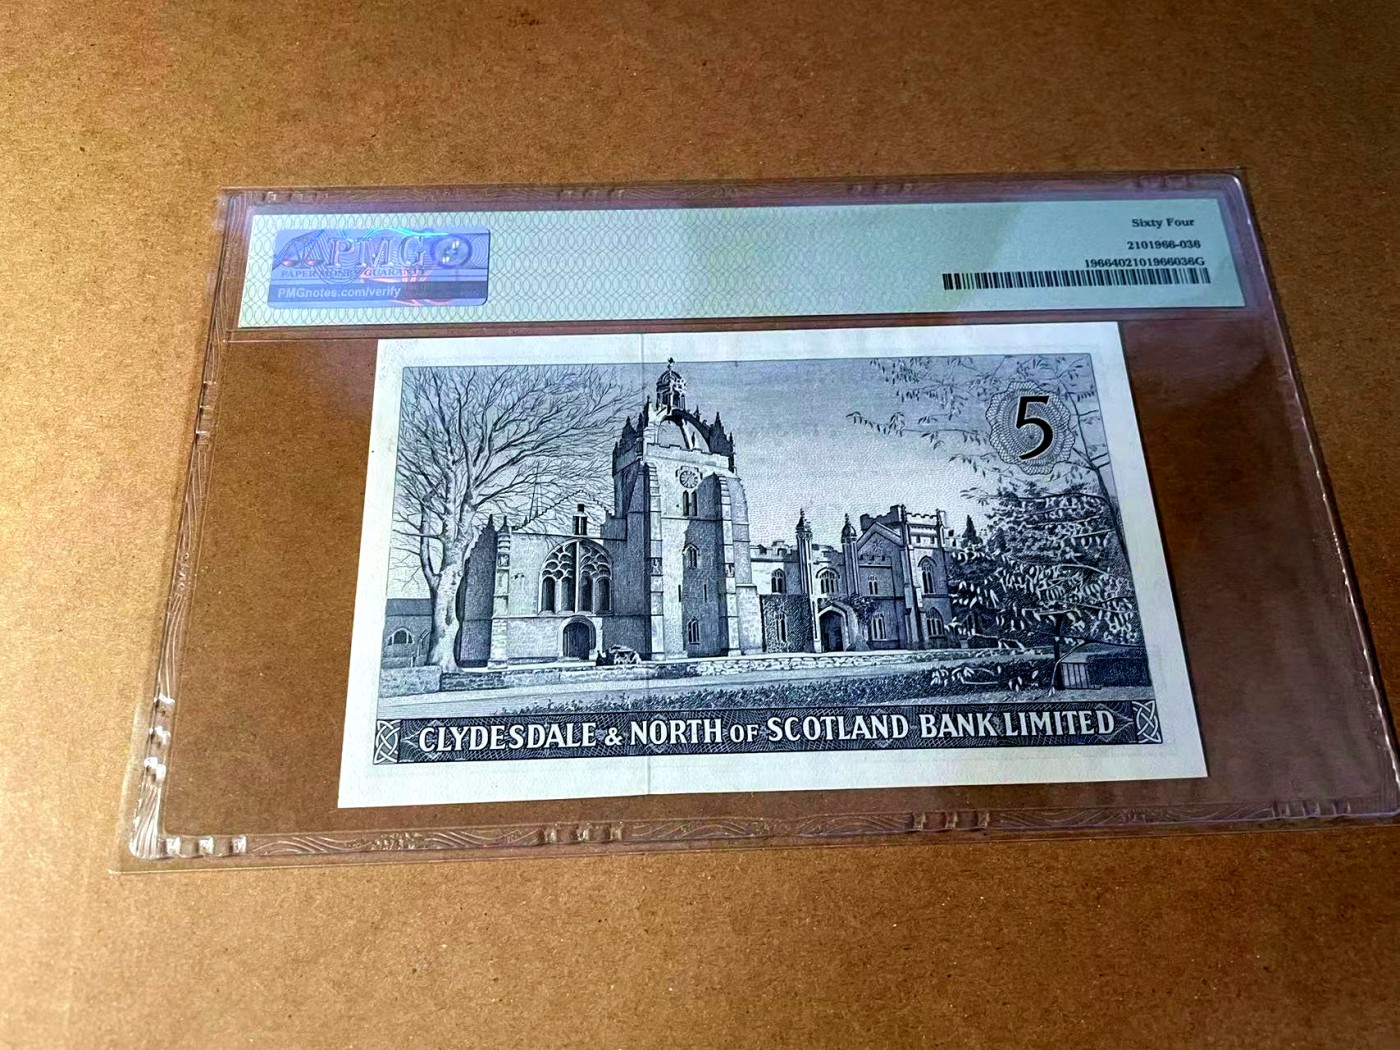 Sixty Four
PMG
2101966-036
PAPER MONEY GUARANTY
1966402101966036G
PMGnotes.com/verify
5
CLYDESDALE & NORTH OF SCOTLAND BANK LIMITED